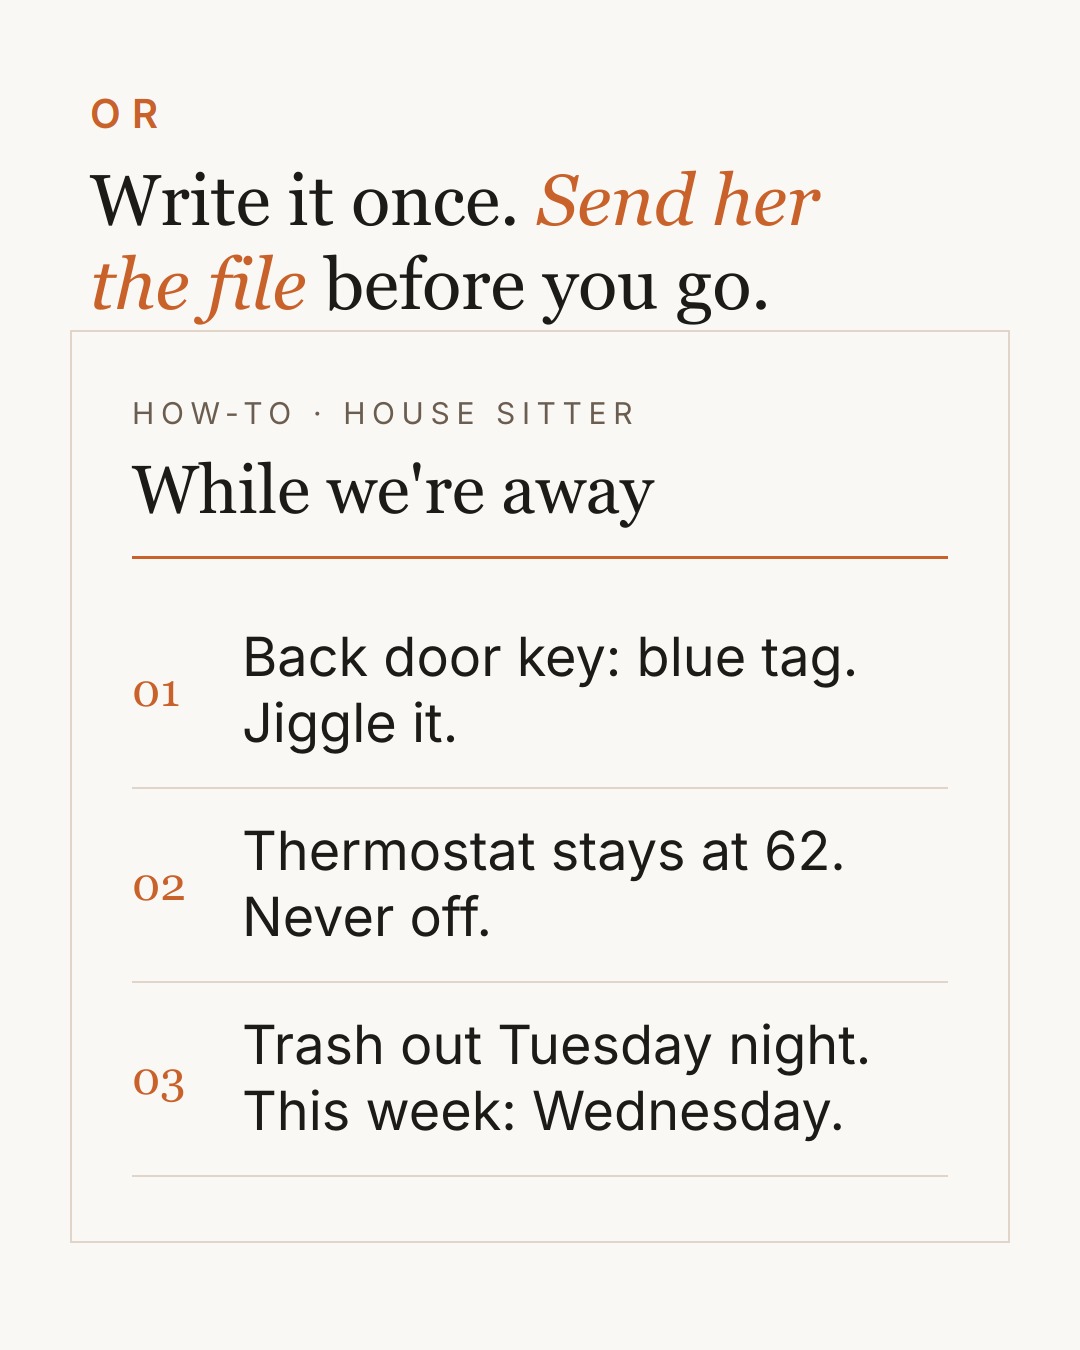 OR
Write it once. Send her
the file before you go.
HOW-TO · HOUSE SITTER
While we're away
01
Back door key: blue tag.
Jiggle it.
02
Thermostat stays at 62.
Never off.
03
Trash out Tuesday night.
This week: Wednesday.